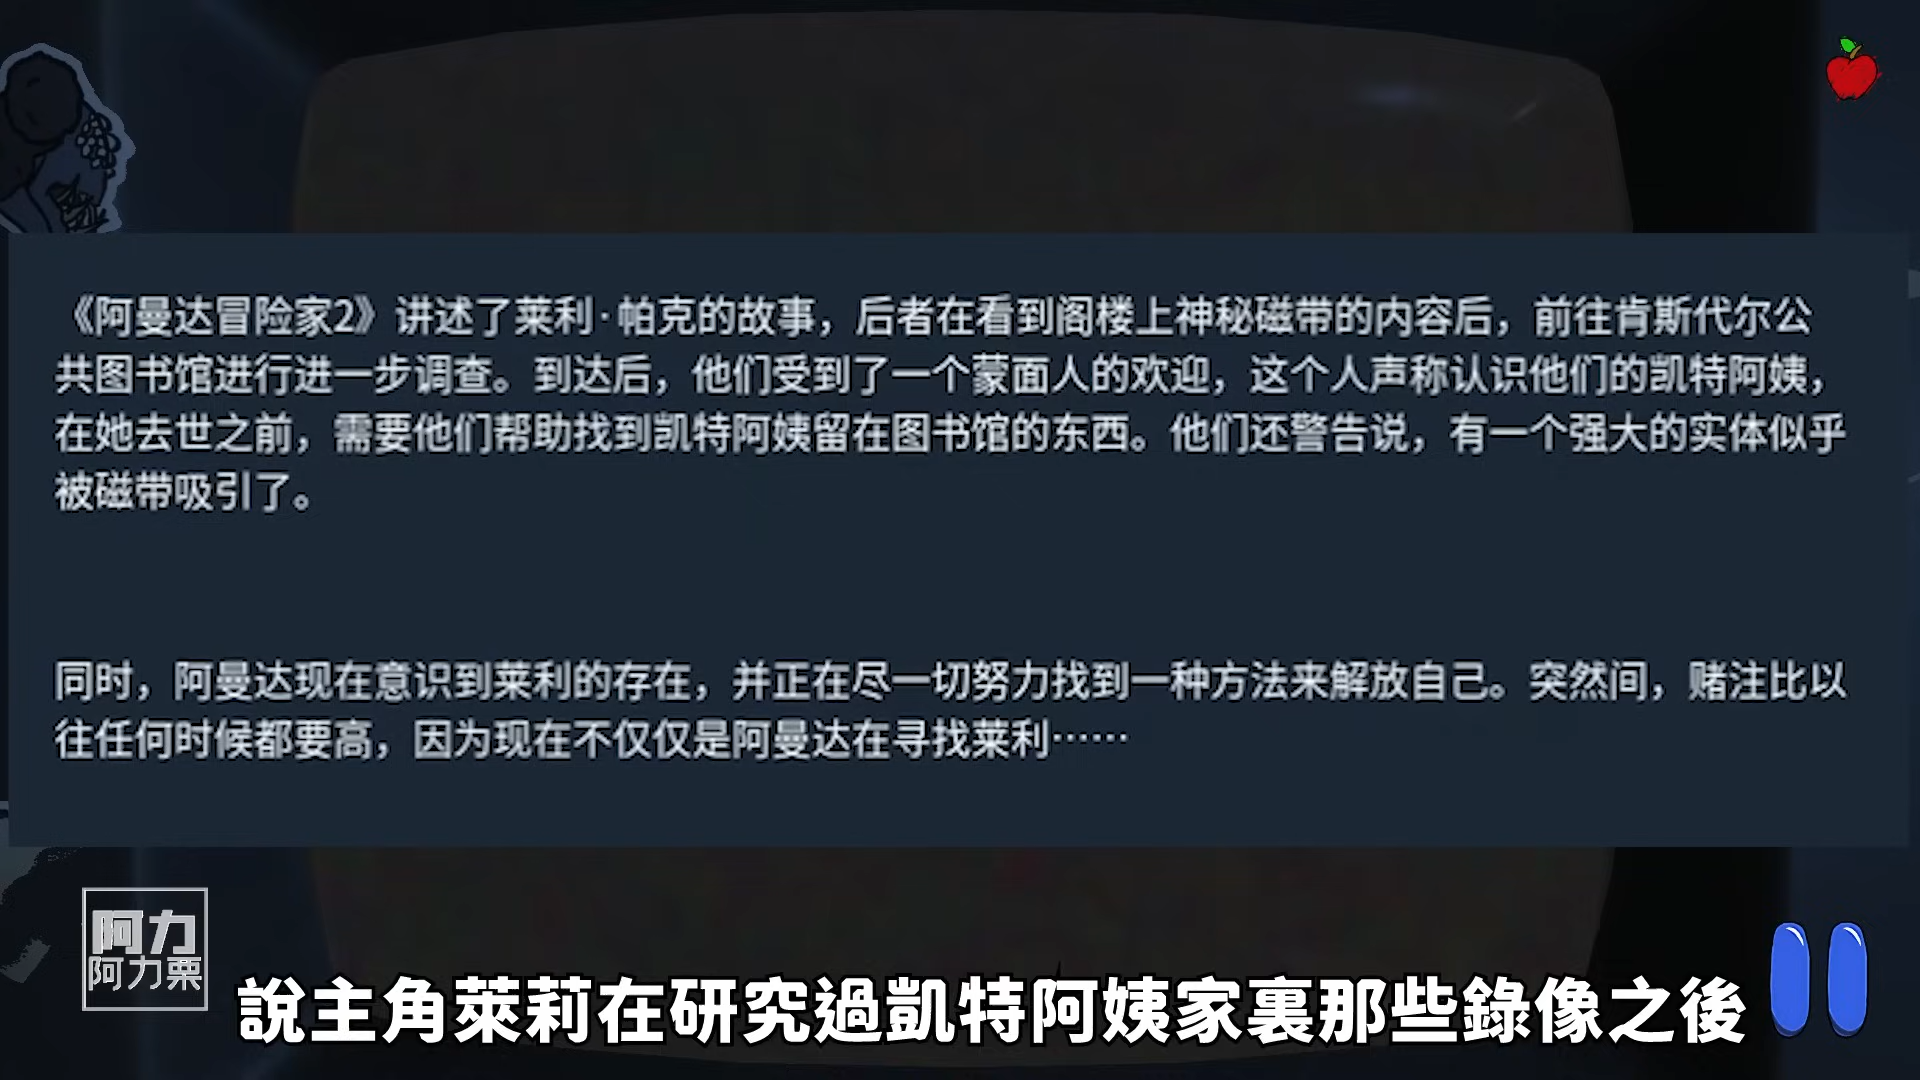 《阿曼达冒险家2》讲述了莱利·帕克的故事，后者在看到阁楼上神秘磁带的内容后，前往肯斯代尔公
共图书馆进行进一步调查。到达后，他们受到了一个蒙面人的欢迎，这个人声称认识他们的凯特阿姨，
在她去世之前，需要他们帮助找到凯特阿姨留在图书馆的东西。他们还警告说，有一个强大的实体似乎
被磁带吸引了。
同时，阿曼达现在意识到莱利的存在，并正在尽一切努力找到一种方法来解放自己。突然间，赌注比以
往任何时候都要高，因为现在不仅仅是阿曼达在寻找莱利……
阿力
阿力栗
說主角萊莉在研究過凱特阿姨家裏那些錄像之後